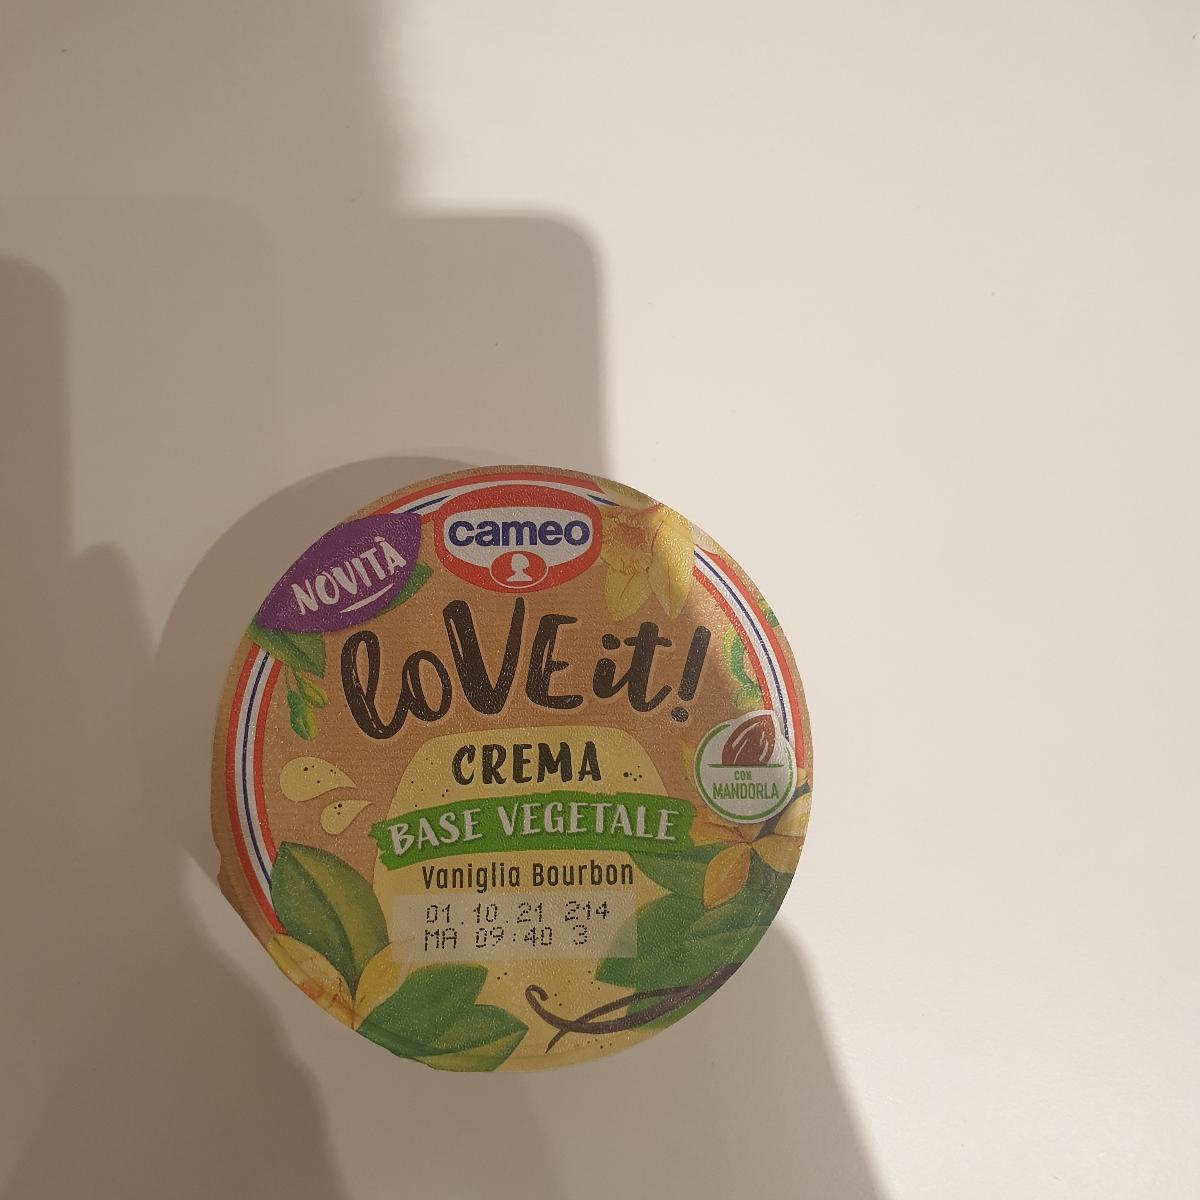 cameo
NOVITÀ
loVE it!
CREMA
CON
MANDORLA
BASE VEGETALE
Vaniglia Bourbon
01.10.21 214
MA 09:40 3